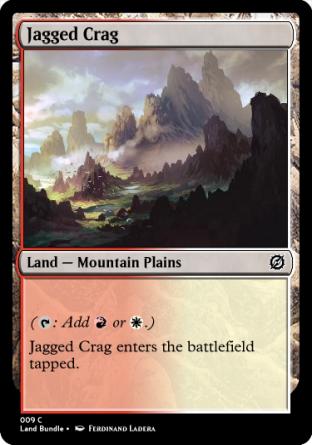 Jagged Crag
Land — Mountain Plains
(: Add or .)
Jagged Crag enters the battlefield
tapped.
009 C
Land Bundle • Ferdinand Ladera